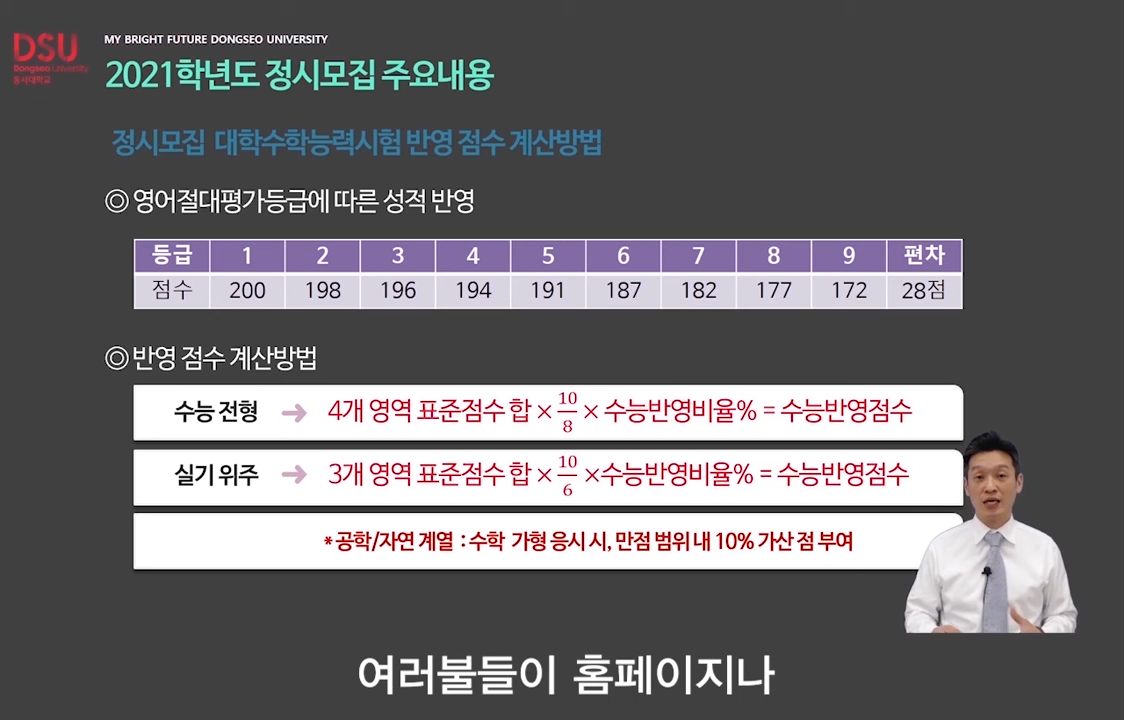 DSU
Dongseo University
동서대학교
MY BRIGHT FUTURE DONGSEO UNIVERSITY
2021학년도 정시모집 주요내용
정시모집 대학수학능력시험 반영 점수 계산방법
◎ 영어절대평가등급에 따른 성적 반영
등급 1 2 3 4 5 6 7 8 9 편차
점수 200 198 196 194 191 187 182 177 172 28점
◎ 반영 점수 계산방법
수능 전형 → 4개 영역 표준점수 합 × 10/8 × 수능반영비율% = 수능반영점수
실기 위주 → 3개 영역 표준점수 합 × 10/6 ×수능반영비율% = 수능반영점수
* 공학/자연 계열 : 수학 가형 응시 시, 만점 범위 내 10% 가산 점 부여
여러불들이 홈페이지나